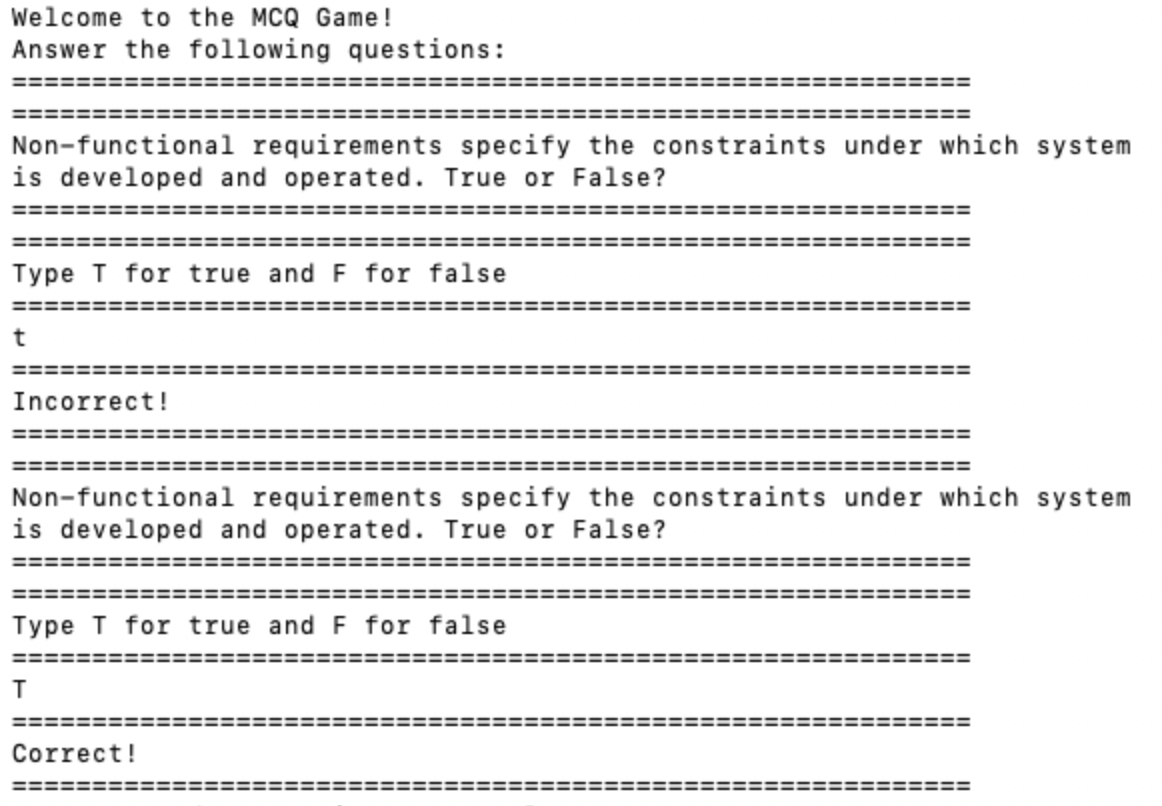 Welcome to the MCQ Game!
Answer the following questions:
============================================================
============================================================
Non-functional requirements specify the constraints under which system
is developed and operated. True or False?
============================================================
============================================================
Type T for true and F for false
============================================================
t
============================================================
Incorrect!
============================================================
============================================================
Non-functional requirements specify the constraints under which system
is developed and operated. True or False?
============================================================
============================================================
Type T for true and F for false
============================================================
T
============================================================
Correct!
============================================================